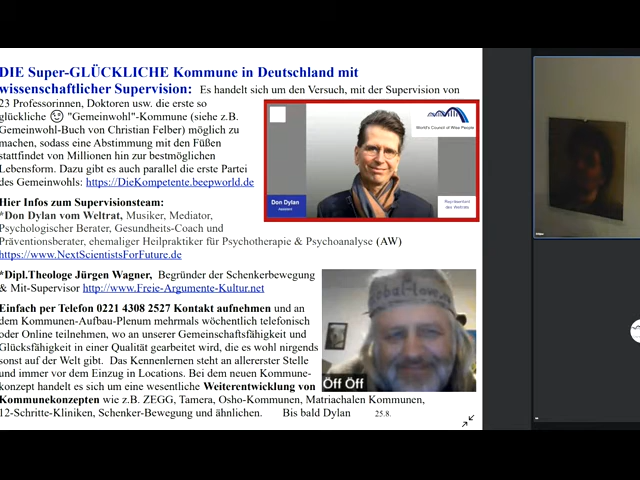 DIE Super-GLÜCKLICHE Kommune in Deutschland mit
wissenschaftlicher Supervision: Es handelt sich um den Versuch, mit der Supervision von
23 Professorinnen, Doktoren usw. die erste so
glückliche 😉 "Gemeinwohl"-Kommune (siehe z.B.
Gemeinwohl-Buch von Christian Felber) möglich zu
machen, sodass eine Abstimmung mit den Füßen
stattfindet von Millionen hin zur bestmöglichen
Lebensform. Dazu gibt es auch parallel die erste Partei
des Gemeinwohls: https://DieKompetente.beepworld.de
World's Council of Wise People
Don Dylan
Assistent
Repräsentant
des Weltrats
Hier Infos zum Supervisionsteam:
*Don Dylan vom Weltrat, Musiker, Mediator,
Psychologischer Berater, Gesundheits-Coach und
Präventionsberater, ehemaliger Heilpraktiker für Psychotherapie & Psychoanalyse (AW)
https://www.NextScientistsForFuture.de
*Dipl.Theologe Jürgen Wagner, Begründer der Schenkerbewegung
& Mit-Supervisor http://www.Freie-Argumente-Kultur.net
Einfach per Telefon 0221 4308 2527 Kontakt aufnehmen und an
dem Kommunen-Aufbau-Plenum mehrmals wöchentlich telefonisch
oder Online teilnehmen, wo an unserer Gemeinschaftsfähigkeit und
Glücksfähigkeit in einer Qualität gearbeitet wird, die es wohl nirgends
sonst auf der Welt gibt. Das Kennenlernen steht an allererster Stelle
und immer vor dem Einzug in Locations. Bei dem neuen Kommune-
konzept handelt es sich um eine wesentliche Weiterentwicklung von
Kommunekonzepten wie z.B. ZEGG, Tamera, Osho-Kommunen, Matriachalen Kommunen,
12-Schritte-Kliniken, Schenker-Bewegung und ähnlichen. Bis bald Dylan 25.8.
Öff Öff